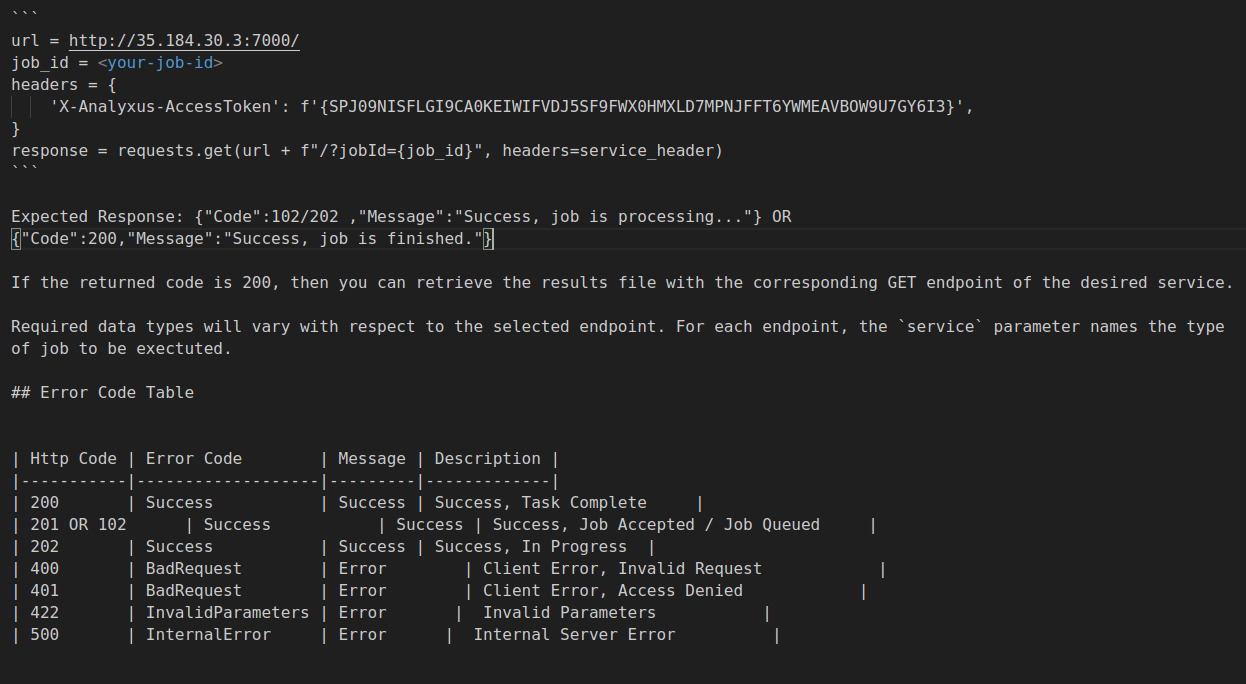 ```
url = http://35.184.30.3:7000/
job_id = <your-job-id>
headers = {
    'X-Analyxus-AccessToken': f'{SPJ09NISFLGI9CA0KEIWIFVDJ5SF9FWX0HMXLD7MPNJFFT6YWMEAVBOW9U7GY6I3}',
}
response = requests.get(url + f"/?jobId={job_id}", headers=service_header)
```
Expected Response: {"Code":102/202 ,"Message":"Success, job is processing..."} OR
{"Code":200,"Message":"Success, job is finished."}
If the returned code is 200, then you can retrieve the results file with the corresponding GET endpoint of the desired service.
Required data types will vary with respect to the selected endpoint. For each endpoint, the `service` parameter names the type
of job to be exectuted.
## Error Code Table
| Http Code | Error Code        | Message | Description |
|-----------|-------------------|---------|-------------|
| 200       | Success           | Success | Success, Task Complete     |
| 201 OR 102      | Success           | Success | Success, Job Accepted / Job Queued     |
| 202       | Success           | Success | Success, In Progress  |
| 400       | BadRequest        | Error        | Client Error, Invalid Request            |
| 401       | BadRequest        | Error        | Client Error, Access Denied            |
| 422       | InvalidParameters | Error       |  Invalid Parameters           |
| 500       | InternalError     | Error      |  Internal Server Error          |